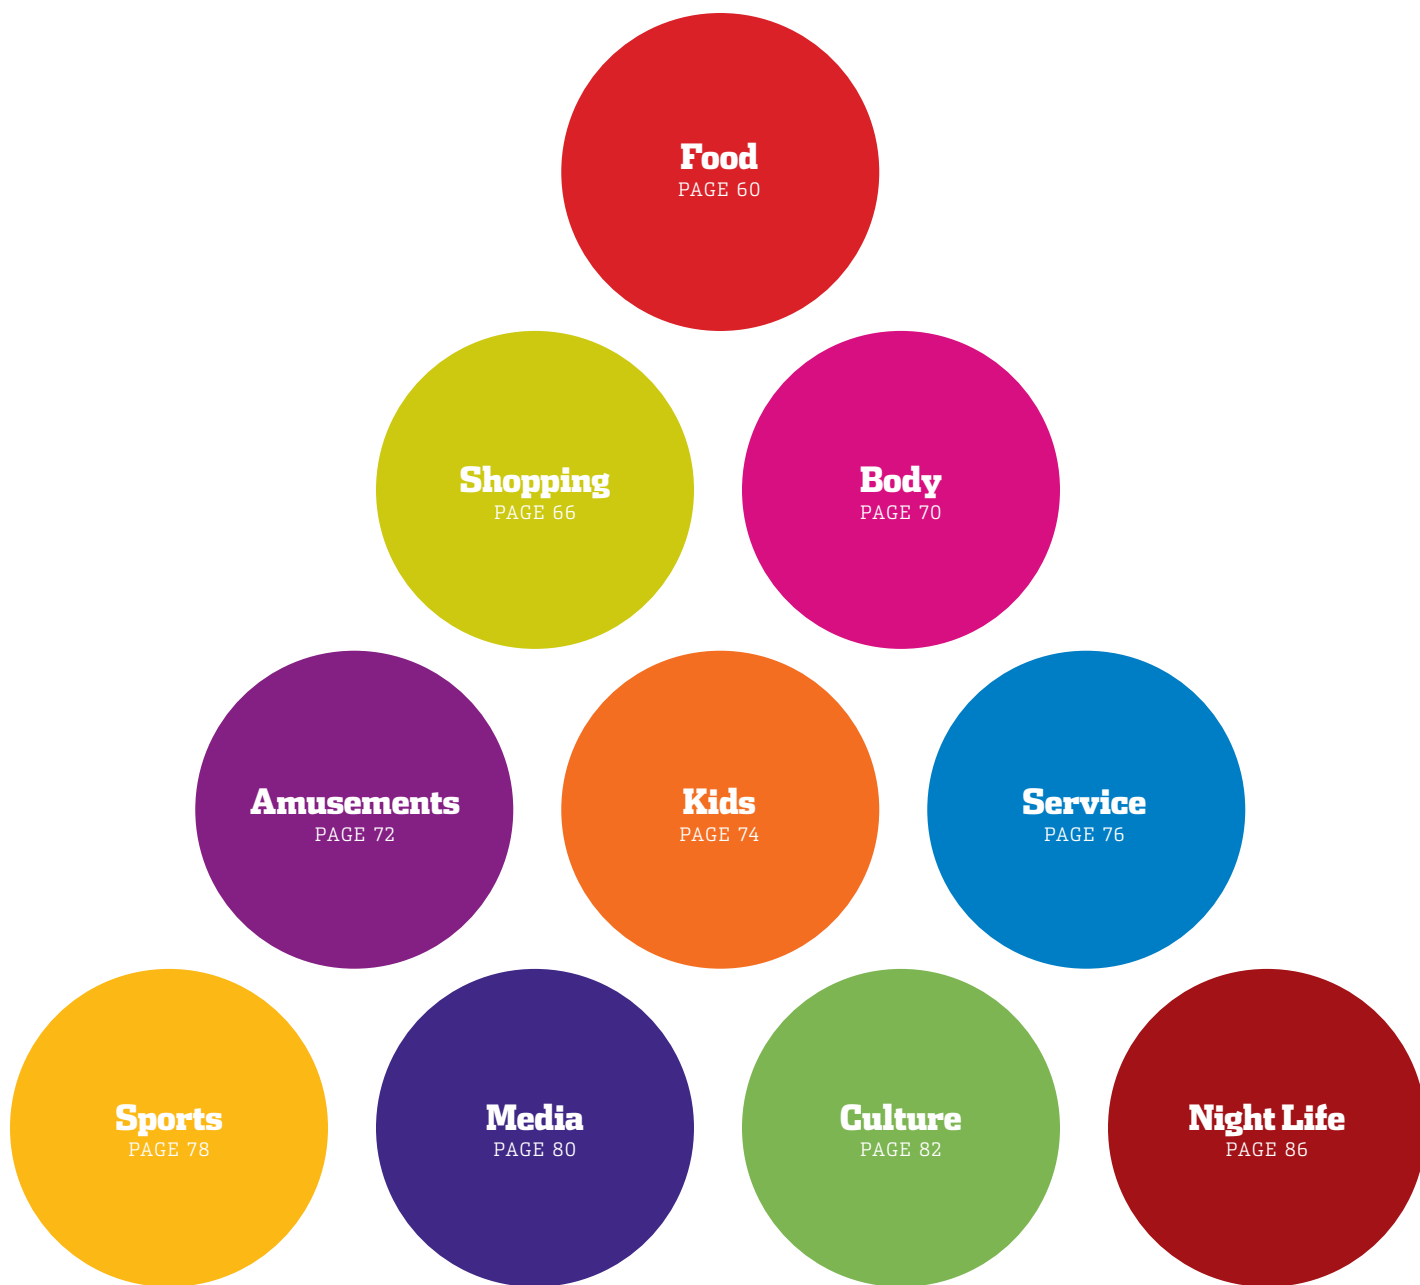 Food
PAGE 60
Shopping
PAGE 66
Body
PAGE 70
Amusements
PAGE 72
Kids
PAGE 74
Service
PAGE 76
Sports
PAGE 78
Media
PAGE 80
Culture
PAGE 82
Night Life
PAGE 86